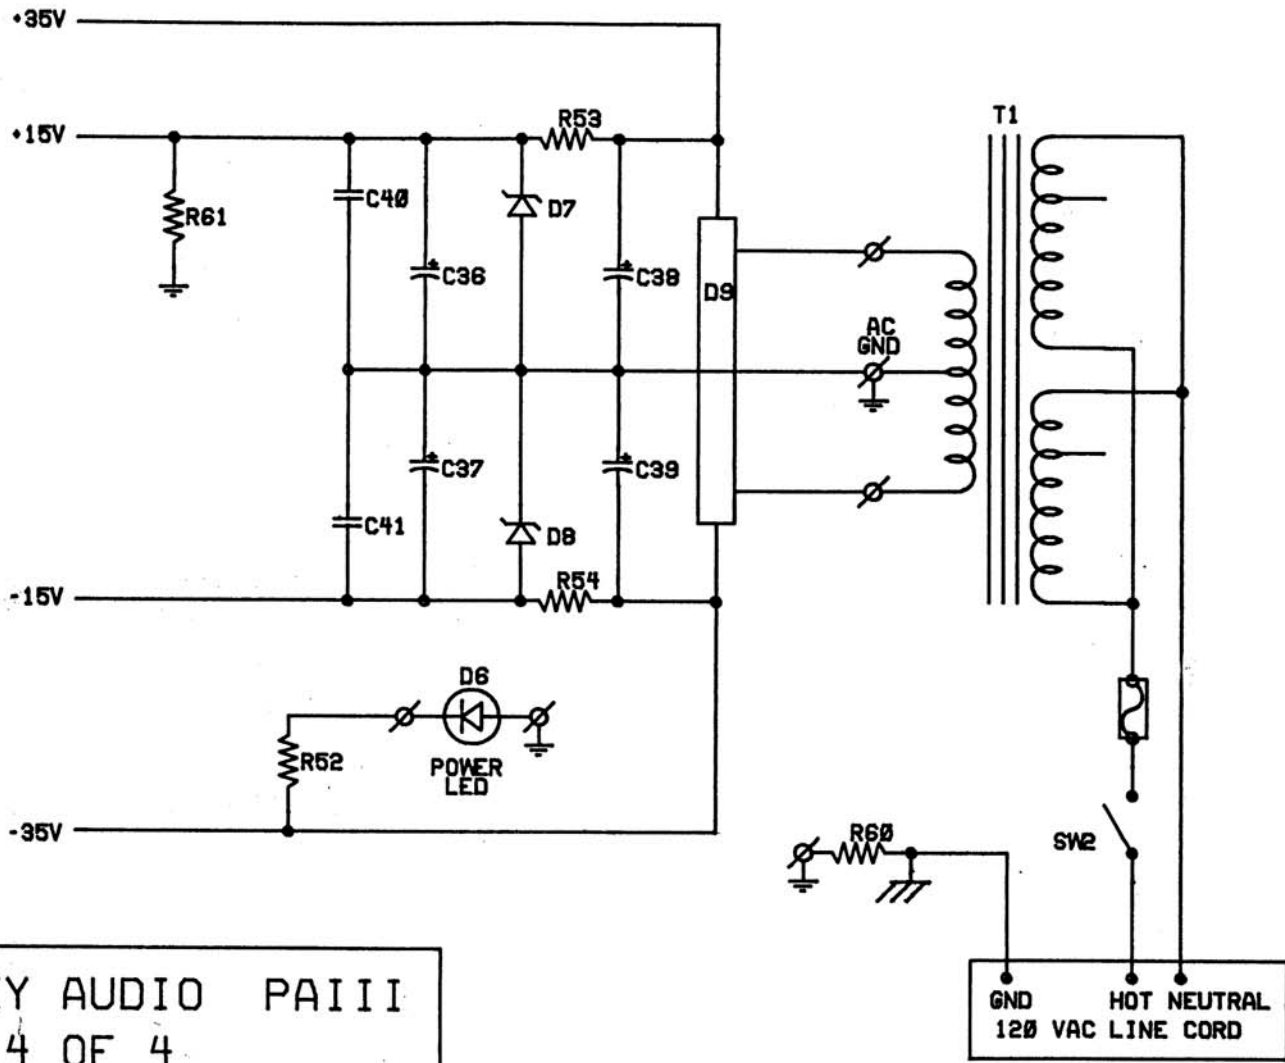 +35V
T1
+15V
R53
C40
D7
R61
C36
C38
D9
AC
GND
C37
C39
C41
D8
R54
-15V
D6
R52
POWER
LED
-35V
R60
SW2
Y AUDIO PAIII
4 OF 4
GND HOT NEUTRAL
120 VAC LINE CORD